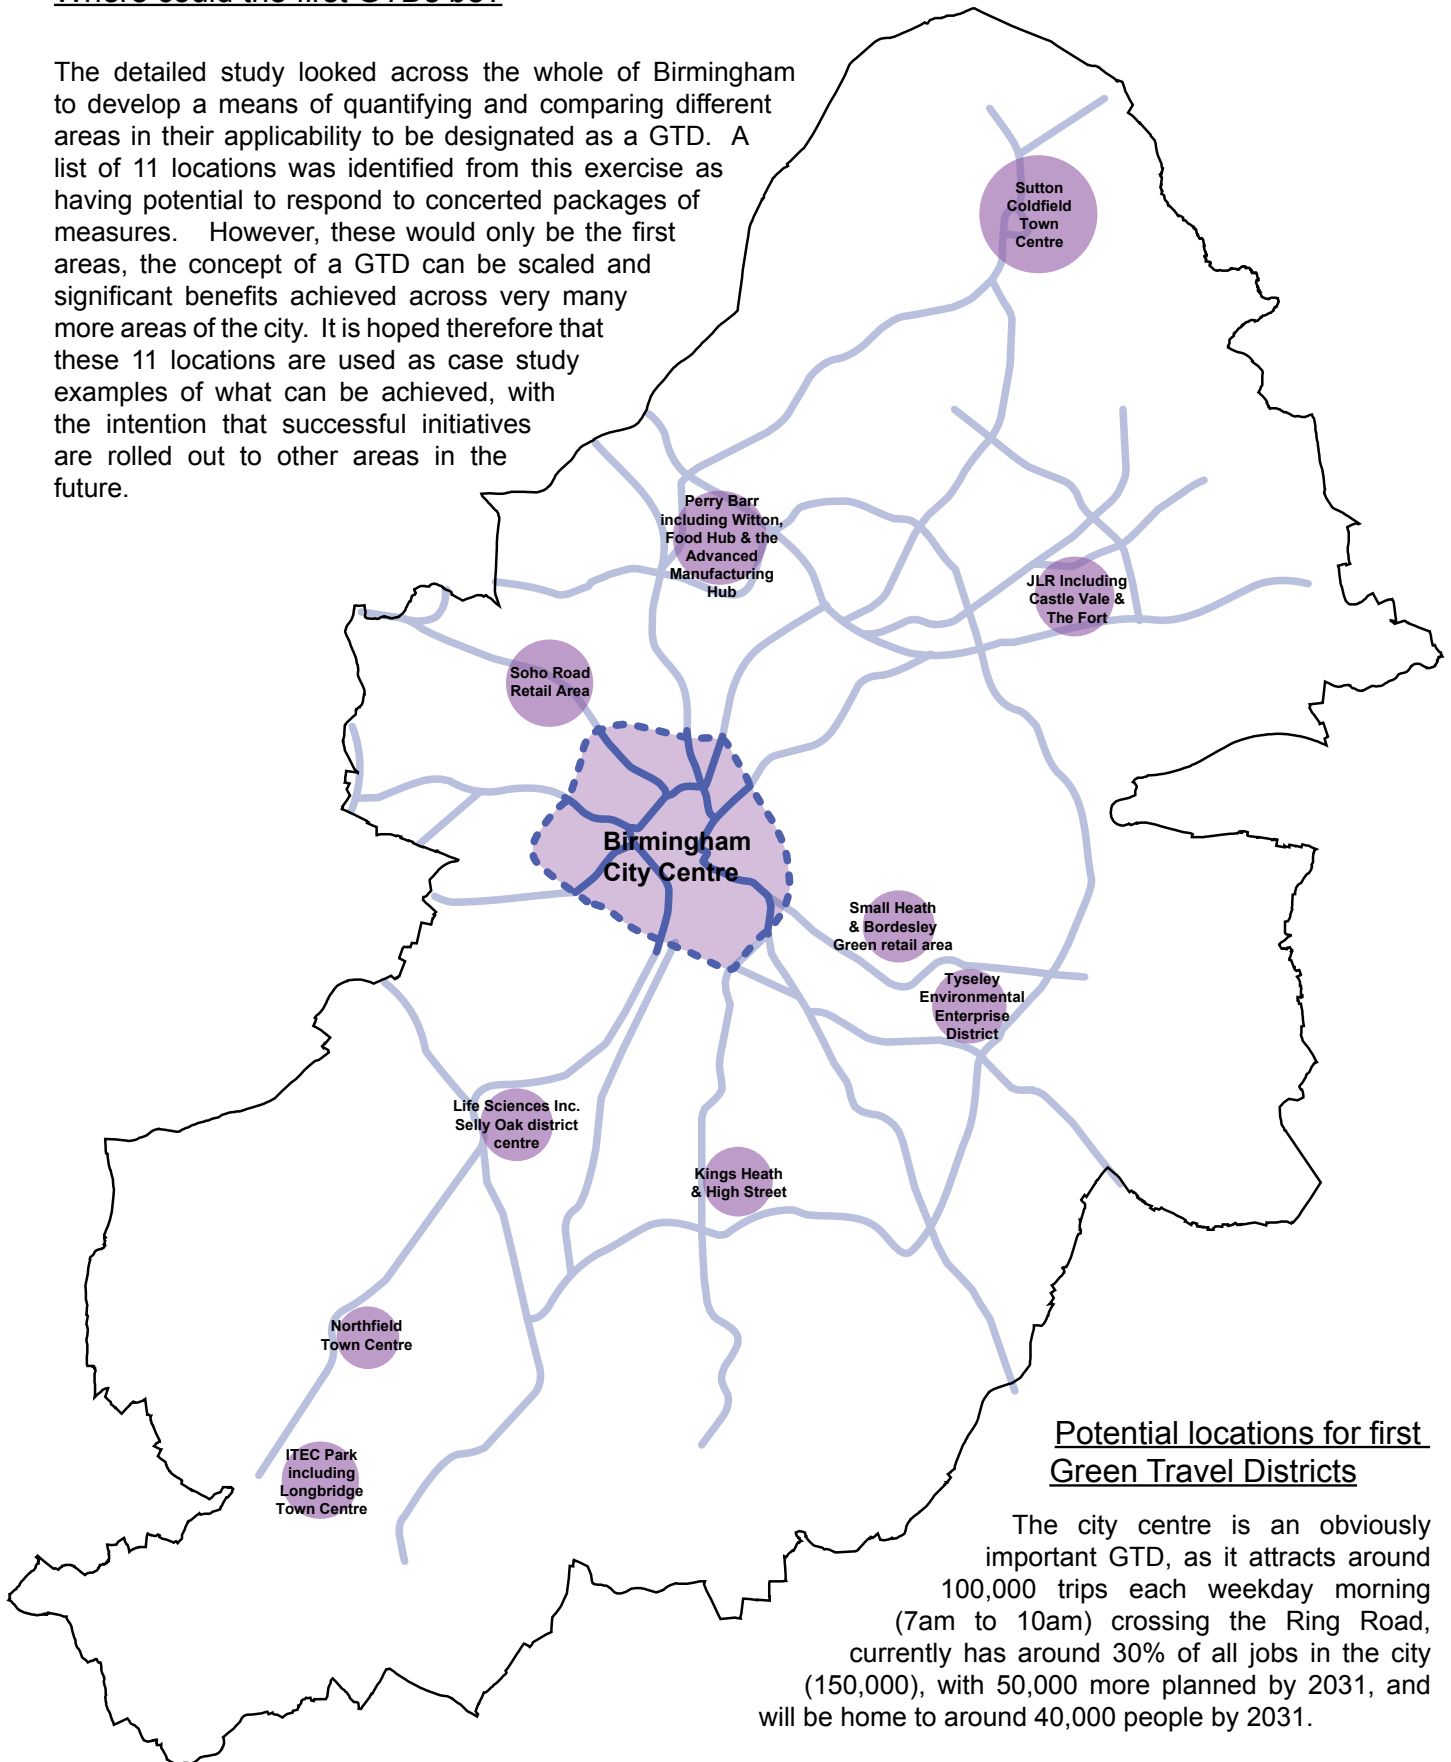 Where could the first GTDs be?
The detailed study looked across the whole of Birmingham
to develop a means of quantifying and comparing different
areas in their applicability to be designated as a GTD. A
list of 11 locations was identified from this exercise as
having potential to respond to concerted packages of
measures. However, these would only be the first
areas, the concept of a GTD can be scaled and
significant benefits achieved across very many
more areas of the city. It is hoped therefore that
these 11 locations are used as case study
examples of what can be achieved, with
the intention that successful initiatives
are rolled out to other areas in the
future.
Sutton
Coldfield
Town
Centre
Perry Barr
including Witton,
Food Hub & the
Advanced
Manufacturing
Hub
JLR Including
Castle Vale &
The Fort
Soho Road
Retail Area
Birmingham
City Centre
Small Heath
& Bordesley
Green retail area
Tyseley
Environmental
Enterprise
District
Life Sciences Inc.
Selly Oak district
centre
Kings Heath
& High Street
Northfield
Town Centre
ITEC Park
including
Longbridge
Town Centre
Potential locations for first
Green Travel Districts
The city centre is an obviously
important GTD, as it attracts around
100,000 trips each weekday morning
(7am to 10am) crossing the Ring Road,
currently has around 30% of all jobs in the city
(150,000), with 50,000 more planned by 2031, and
will be home to around 40,000 people by 2031.